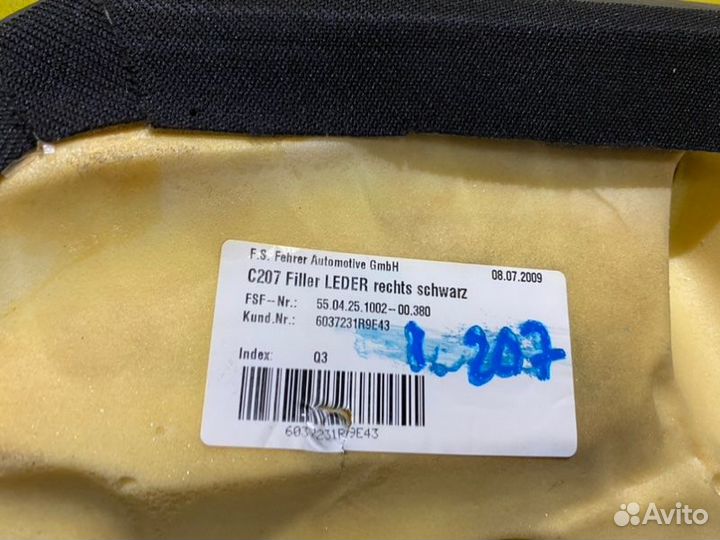 F.S. Fehrer Automotive GmbH 08.07.2009
C207 Filler LEDER rechts schwarz
FSF-Nr.: 55.04.25.1002-00.380
Kund.Nr.: 6037231R9E43
Index: Q3
207
6037231R9E43
Avito